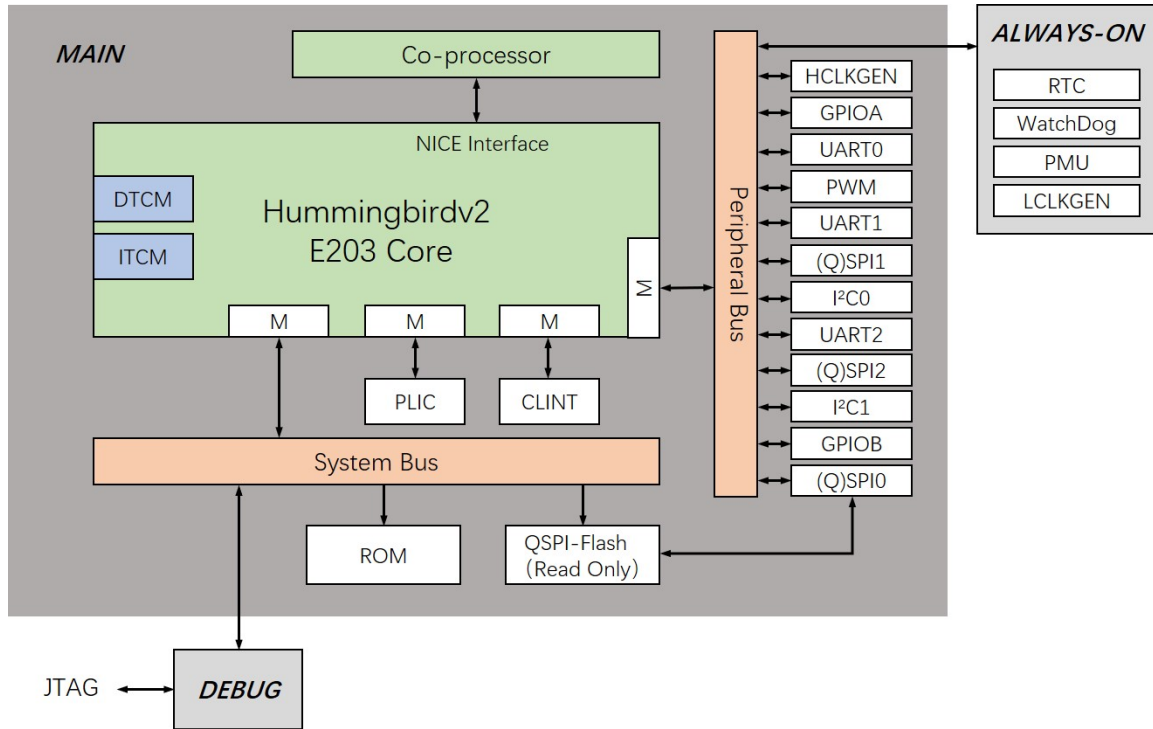 MAIN
Co-processor
NICE Interface
DTCM
ITCM
Hummingbirdv2
E203 Core
M
M
M
M
PLIC
CLINT
System Bus
ROM
QSPI-Flash
(Read Only)
Peripheral Bus
HCLKGEN
GPIOA
UART0
PWM
UART1
(Q)SPI1
I²C0
UART2
(Q)SPI2
I²C1
GPIOB
(Q)SPI0
ALWAYS-ON
RTC
WatchDog
PMU
LCLKGEN
JTAG
DEBUG